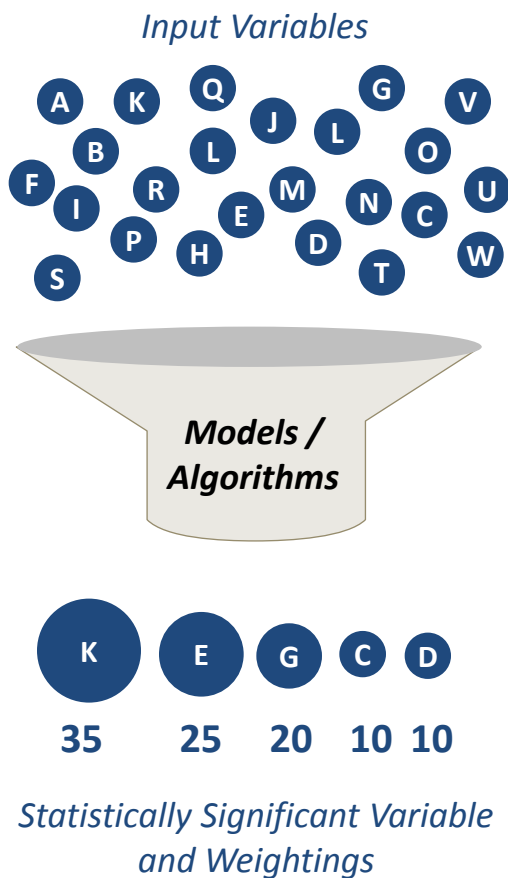 Input Variables
A K Q G V
J L
B L O
F I R E M N C U
P H D T W
S
Models /
Algorithms
K E G C D
35 25 20 10 10
Statistically Significant Variable
and Weightings